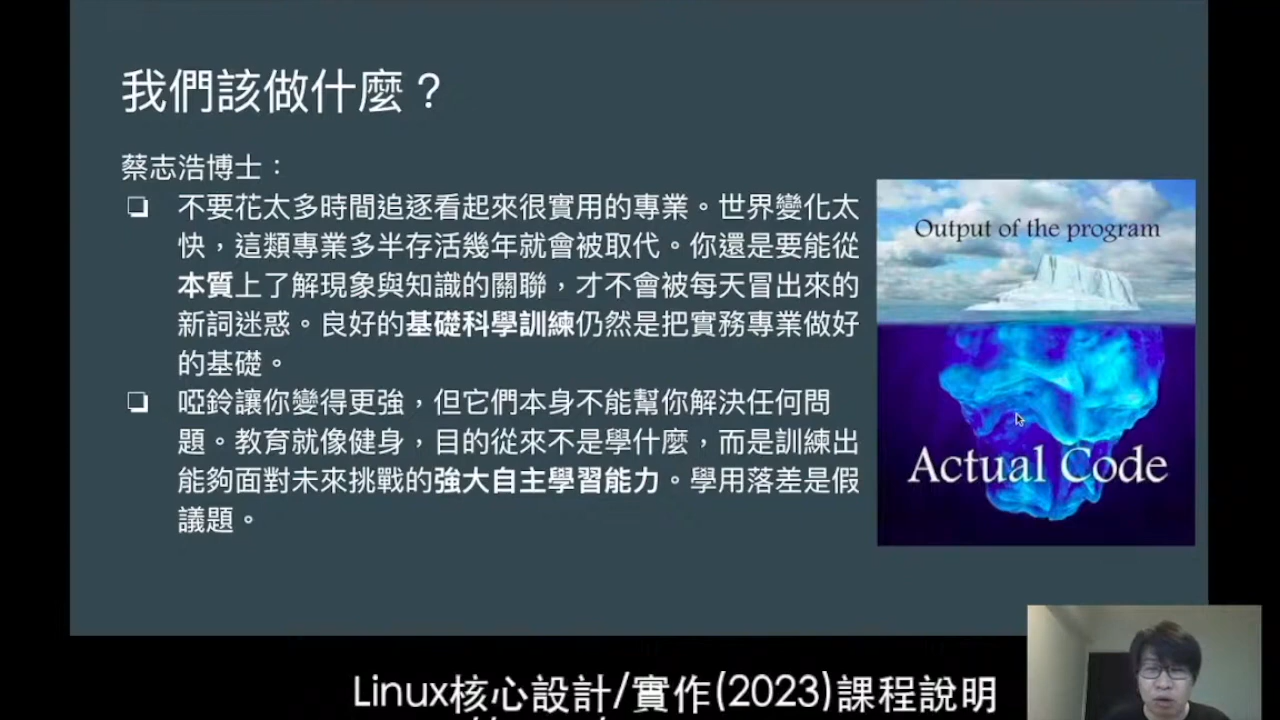 我們該做什麼？
蔡志浩博士：
❏ 不要花太多時間追逐看起來很實用的專業。世界變化太
快，這類專業多半存活幾年就會被取代。你還是要能從
本質上了解現象與知識的關聯，才不會被每天冒出來的
新詞迷惑。良好的基礎科學訓練仍然是把實務專業做好
的基礎。
❏ 啞鈴讓你變得更強，但它們本身不能幫你解決任何問
題。教育就像健身，目的從來不是學什麼，而是訓練出
能夠面對未來挑戰的強大自主學習能力。學用落差是假
議題。
Output of the program
Actual Code
Linux核心設計/實作(2023)課程說明